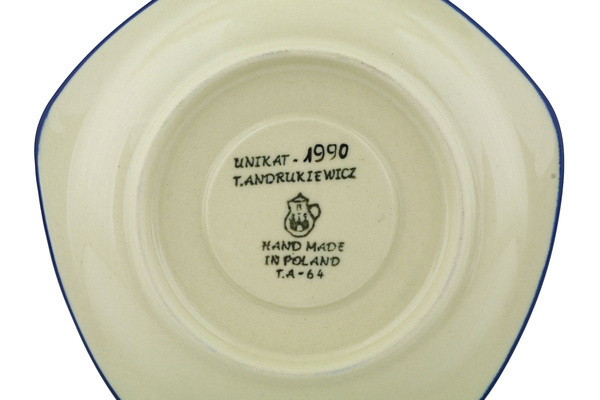 UNIKAT - 1990
T.ANDRUKIEWICZ
HAND MADE
IN POLAND
T.A-64